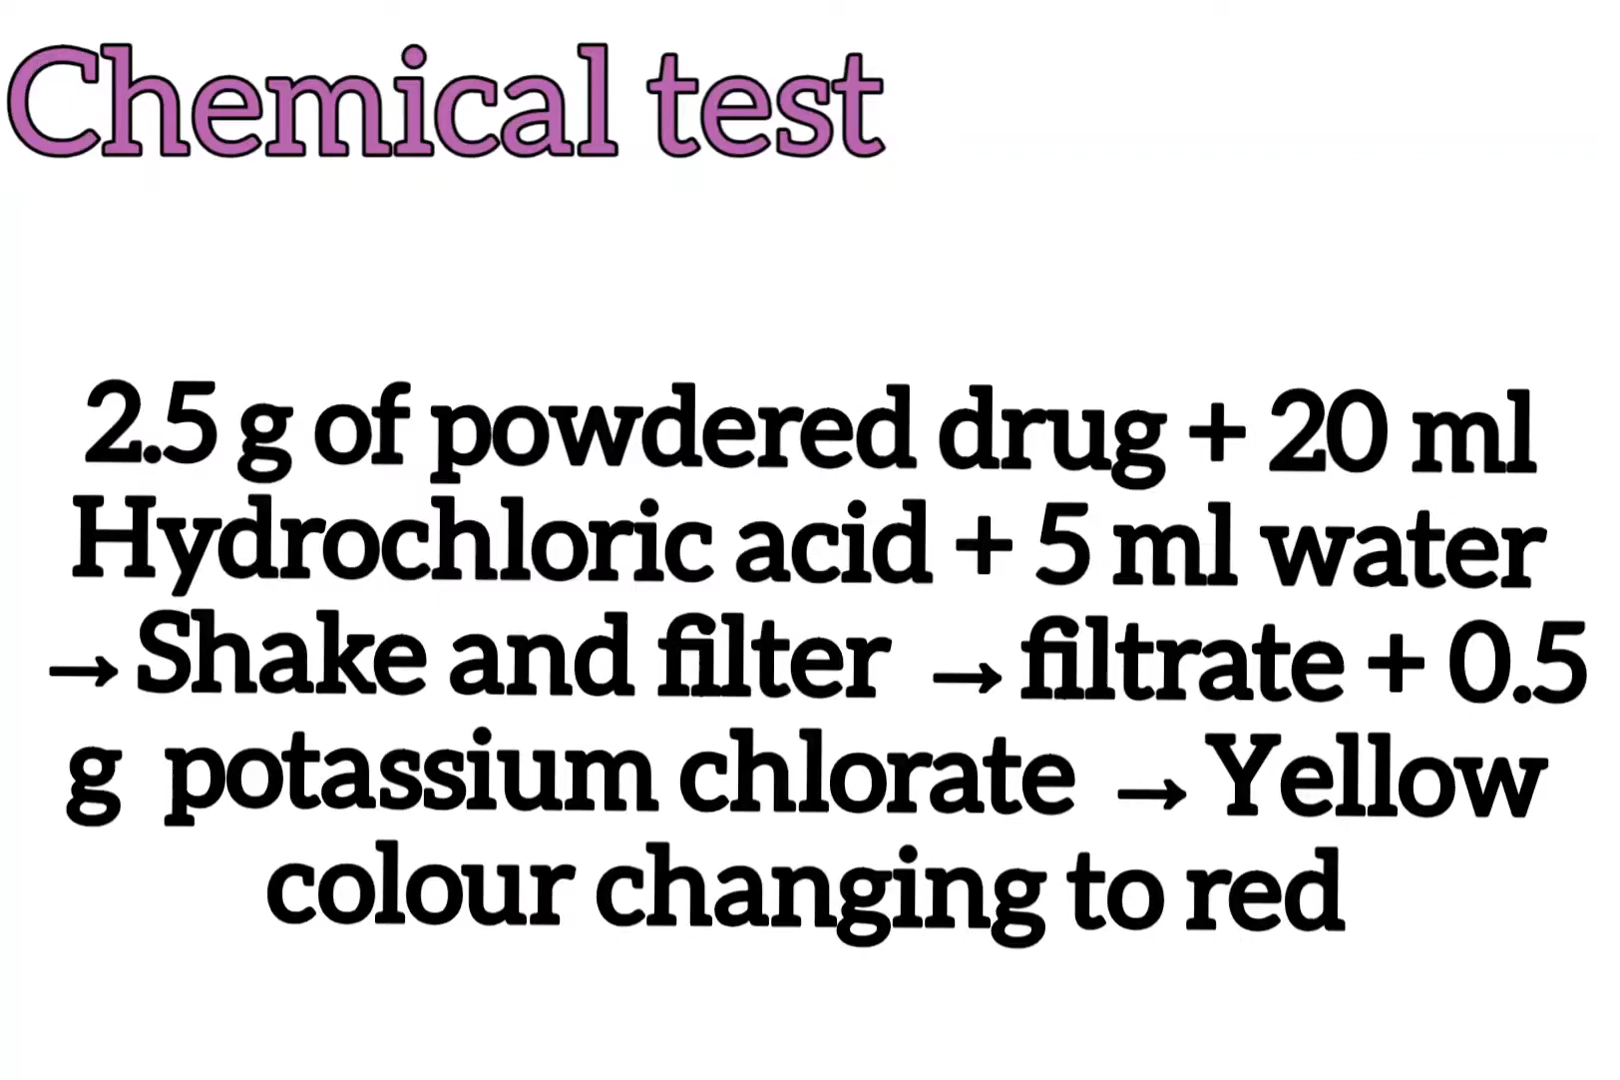 Chemical test
2.5 g of powdered drug + 20 ml
Hydrochloric acid + 5 ml water
→ Shake and filter → filtrate + 0.5
g potassium chlorate → Yellow
colour changing to red